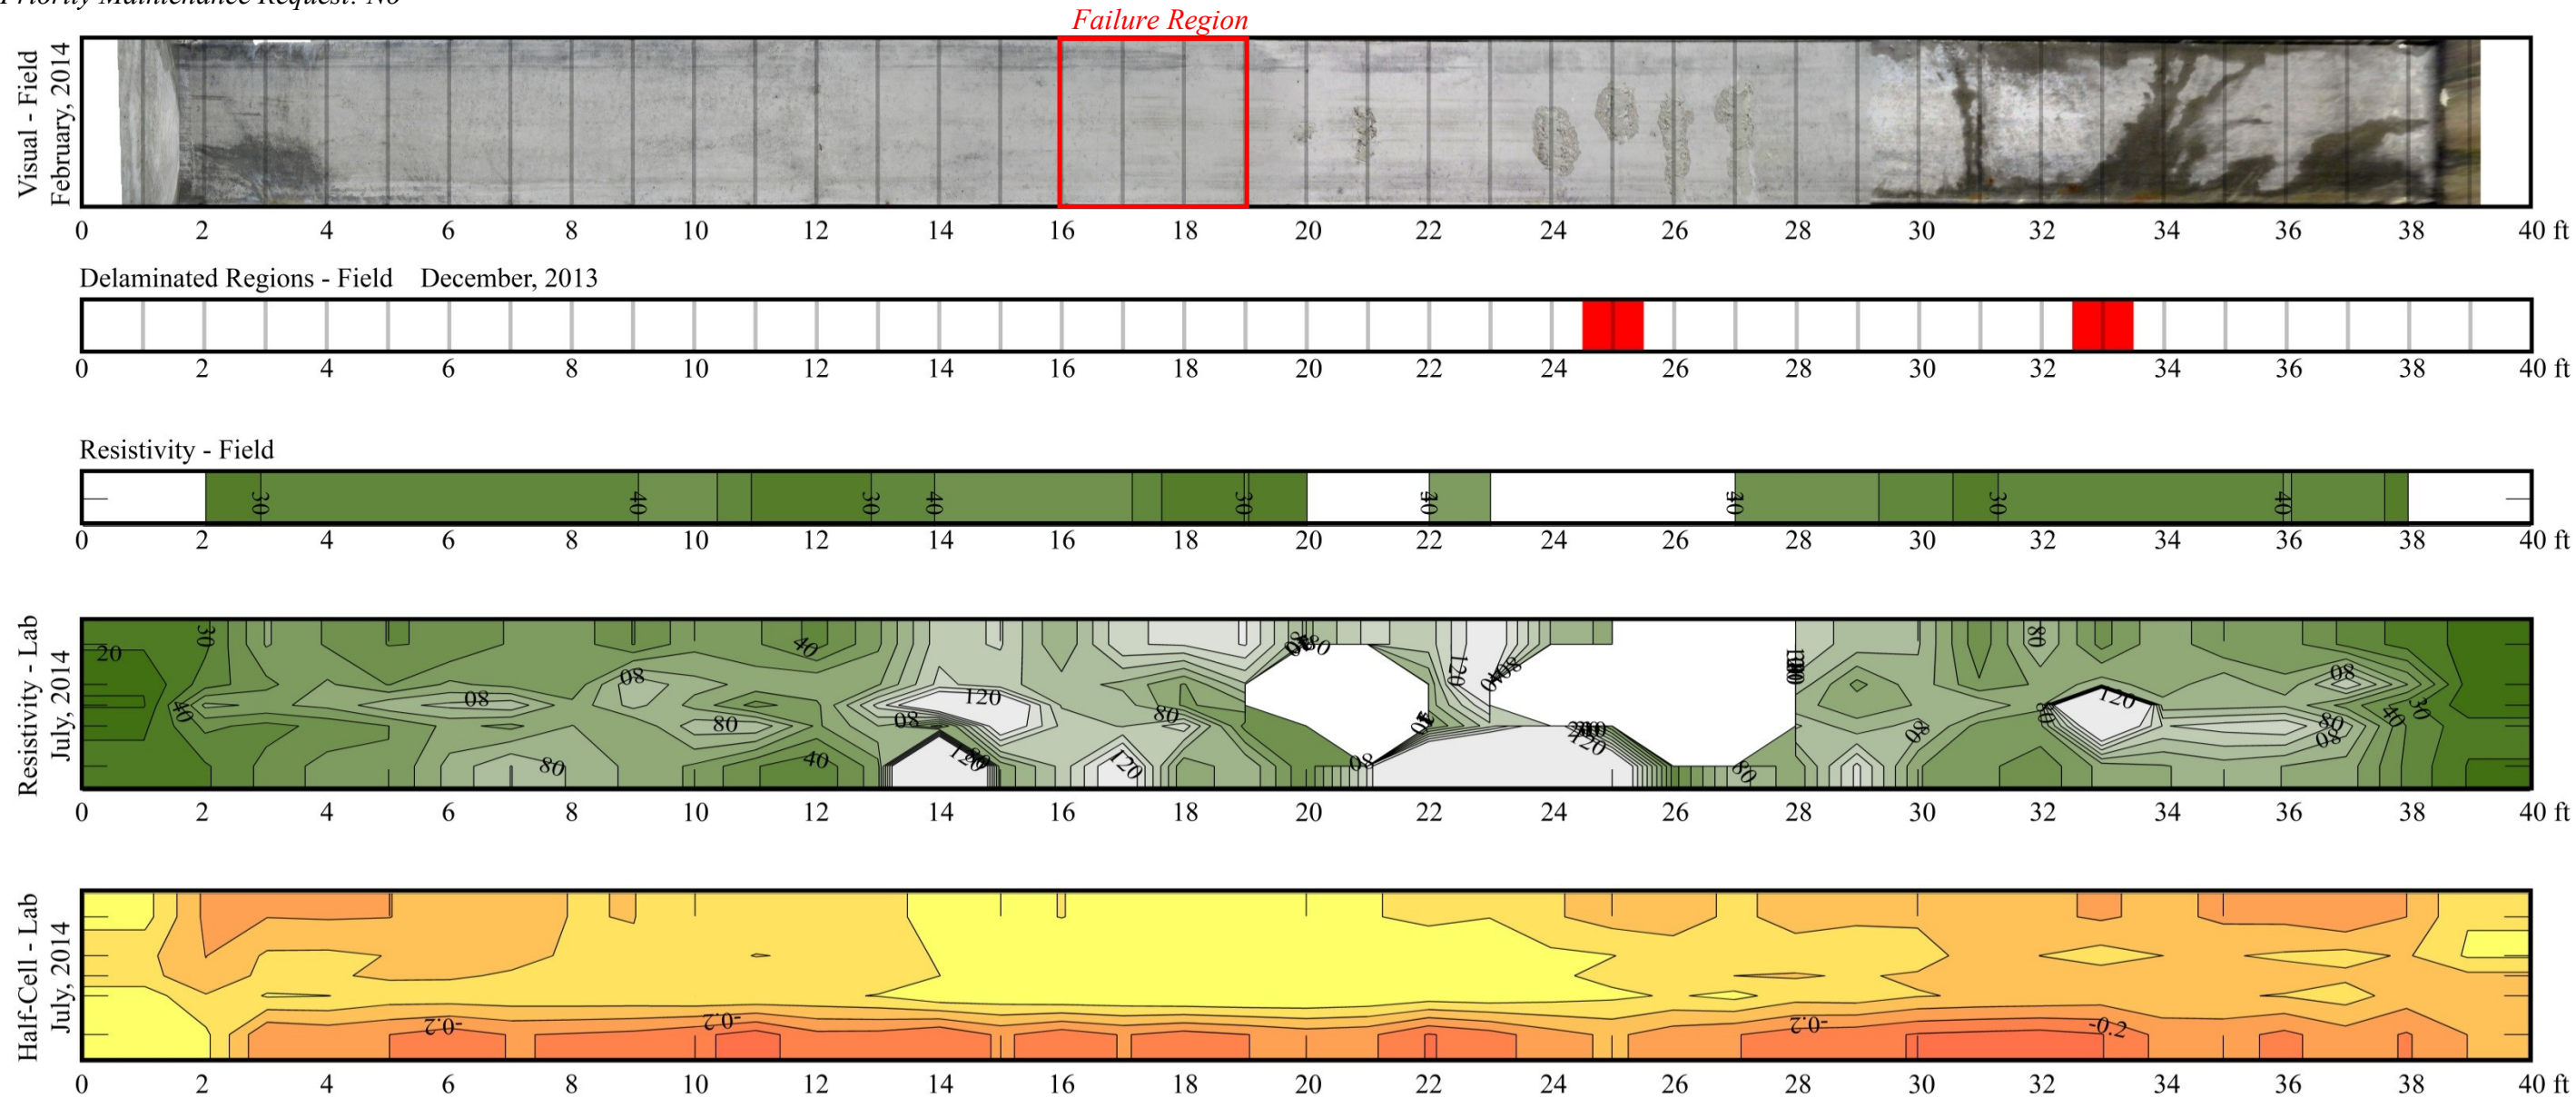 Priority Maintenance Request: No
Failure Region
Visual - Field
February, 2014
0 2 4 6 8 10 12 14 16 18 20 22 24 26 28 30 32 34 36 38 40 ft
Delaminated Regions - Field December, 2013
0 2 4 6 8 10 12 14 16 18 20 22 24 26 28 30 32 34 36 38 40 ft
Resistivity - Field
30 40 30 40 30 30 40
0 2 4 6 8 10 12 14 16 18 20 22 24 26 28 30 32 34 36 38 40 ft
Resistivity - Lab
July, 2014
30 40 80
20 80 120 80
40 80 120 120 80
80 80 80 80 40 30
80 40 120 120 80 120 80 80
0 2 4 6 8 10 12 14 16 18 20 22 24 26 28 30 32 34 36 38 40 ft
Half-Cell - Lab
July, 2014
-0.2 -0.2 -0.2 -0.2
0 2 4 6 8 10 12 14 16 18 20 22 24 26 28 30 32 34 36 38 40 ft